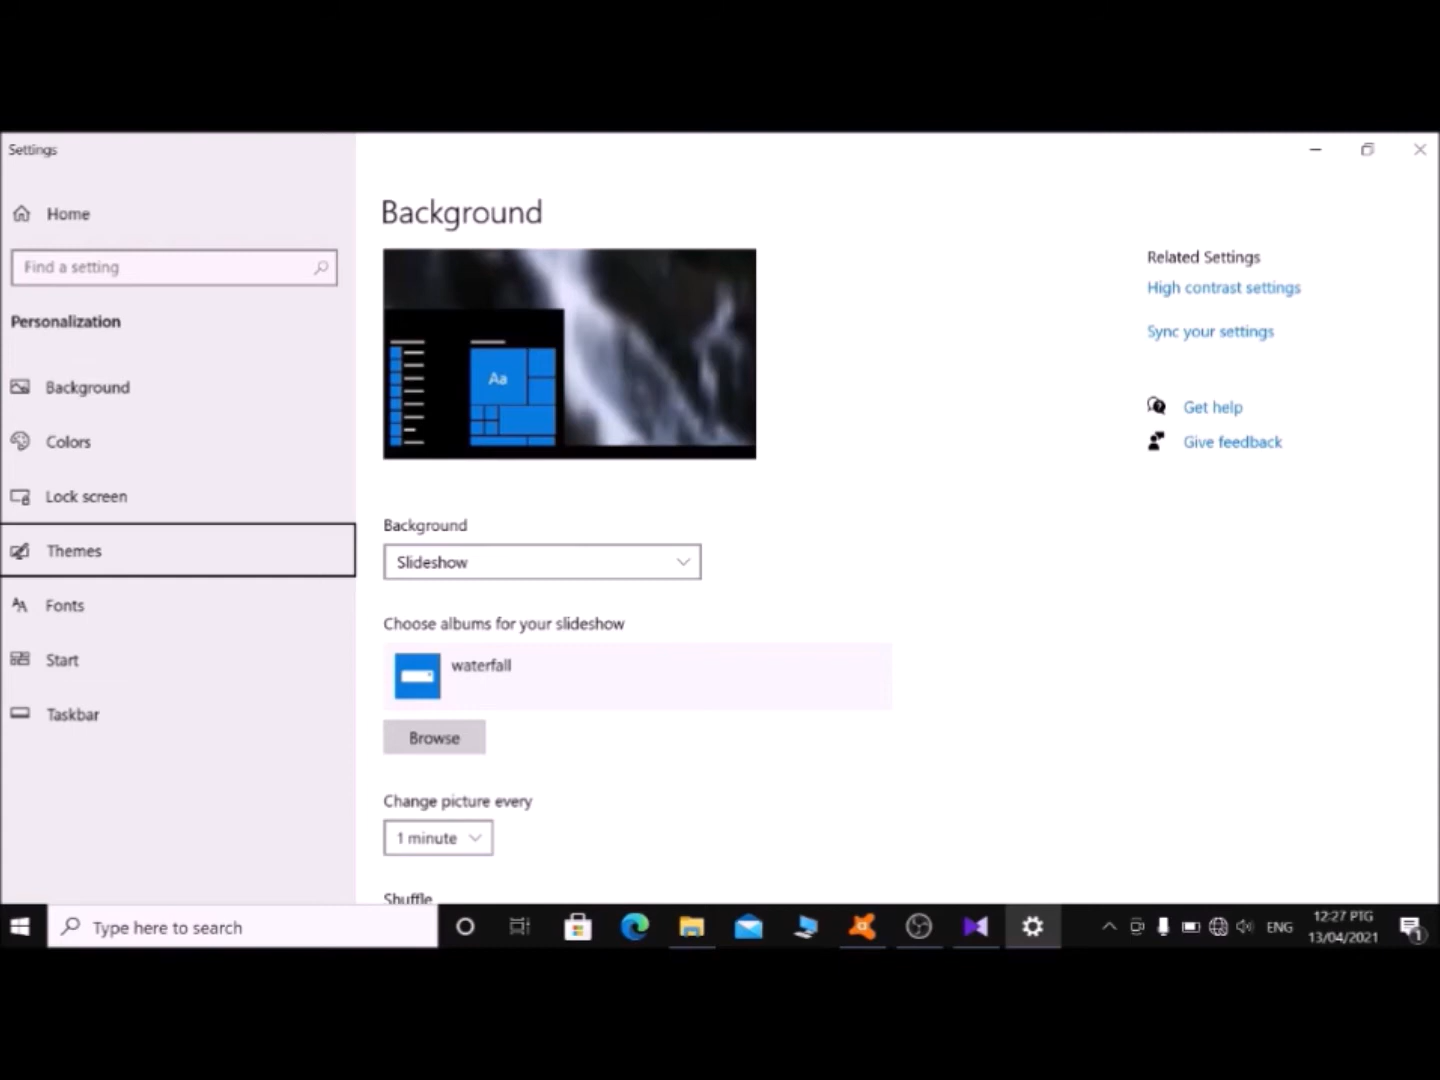 Settings
Home
Find a setting
Personalization
Background
Colors
Lock screen
Themes
Fonts
Start
Taskbar
Background
Aa
Background
Slideshow
Choose albums for your slideshow
waterfall
Browse
Change picture every
1 minute
Shuffle
Related Settings
High contrast settings
Sync your settings
Get help
Give feedback
Type here to search
ENG
12:27 PTG
13/04/2021
1